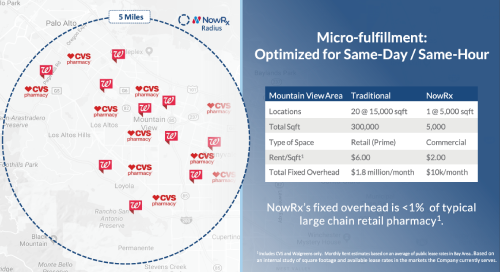 Palo Alto
5 Miles
NowRx
Radius
CVS
pharmacy
CVS
pharmacy
CVS
pharmacy
Los Altos
Mountain
View
CVS
pharmacy
Los Altos Hills
CVS
pharmacy
CVS
pharmacy
CVS
pharmacy
Loyola
CVS
pharmacy
Rancho San
Antonio
Preserve
Cupertino
Black
Mountain
Permanente
Stevens Creek
Micro-fulfillment:
Optimized for Same-Day / Same-Hour
Mountain View Area Traditional NowRx
Locations 20 @ 15,000 sqft 1 @ 5,000 sqft
Total Sqft 300,000 5,000
Type of Space Retail (Prime) Commercial
Rent/Sqft¹ $6.00 $2.00
Total Fixed Overhead $1.8 million/month $10k/month
NowRx's fixed overhead is <1% of typical
large chain retail pharmacy¹.
¹ Includes CVS and Walgreens only. Monthly Rent estimates based on an average of public lease rates in Bay Area. Based on
an internal study of square footage and available lease rates in the markets the Company currently serves.